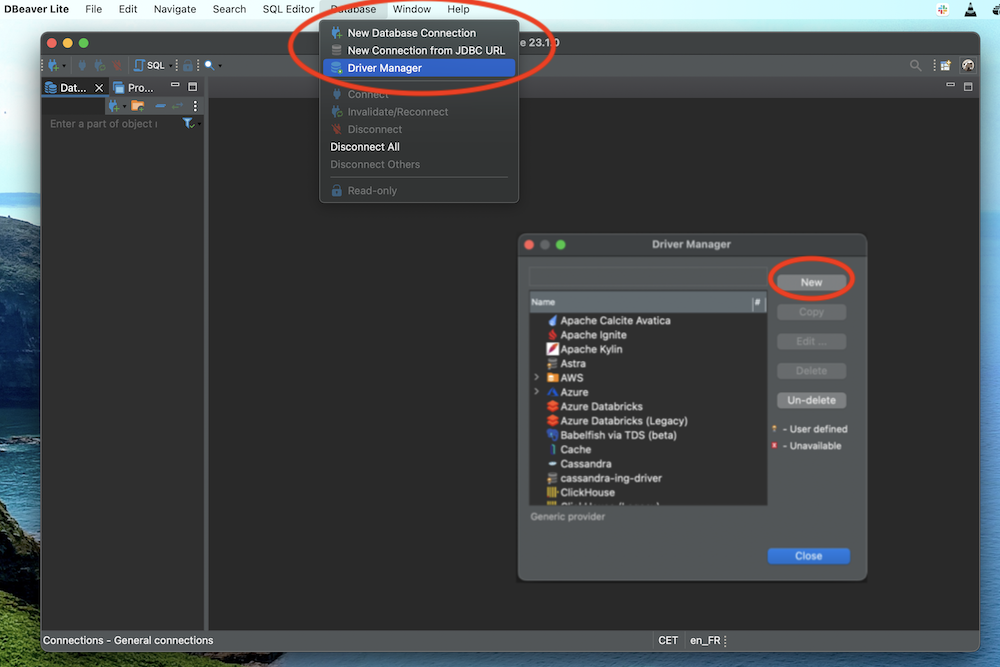 DBeaver Lite File Edit Navigate Search SQL Editor Database Window Help
New Database Connection
New Connection from JDBC URL
Driver Manager
Connect
Invalidate/Reconnect
Disconnect
Disconnect All
Disconnect Others
Read-only
e 23.1.0
SQL
Dat... Pro...
Enter a part of object
Driver Manager
New
Name #
Copy
Edit ...
Delete
Un-delete
- User defined
- Unavailable
Apache Calcite Avatica
Apache Ignite
Apache Kylin
Astra
AWS
Azure
Azure Databricks
Azure Databricks (Legacy)
Babelfish via TDS (beta)
Cache
Cassandra
cassandra-ing-driver
ClickHouse
Generic provider
Close
Connections - General connections CET en_FR